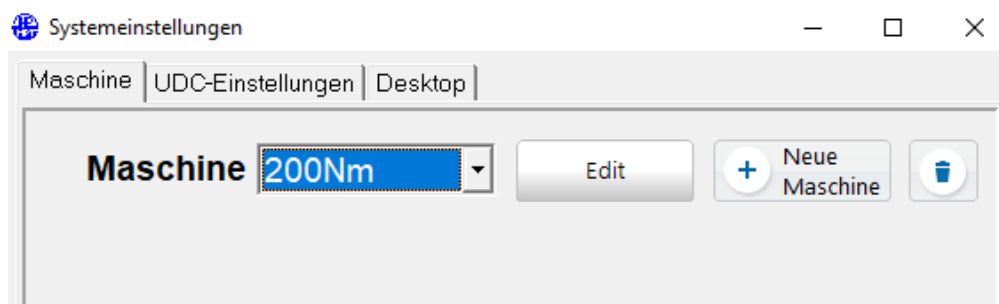 Systemeinstellungen
Maschine UDC-Einstellungen Desktop
Maschine 200Nm Edit Neue
Maschine